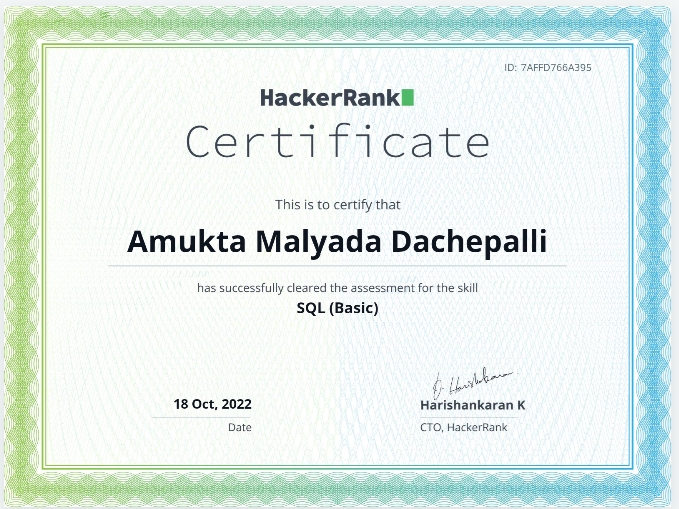 ID: 7AFFD766A395
HackerRank
Certificate
This is to certify that
Amukta Malyada Dachepalli
has successfully cleared the assessment for the skill
SQL (Basic)
18 Oct, 2022
Date
D. Harishankaran
Harishankaran K
CTO, HackerRank